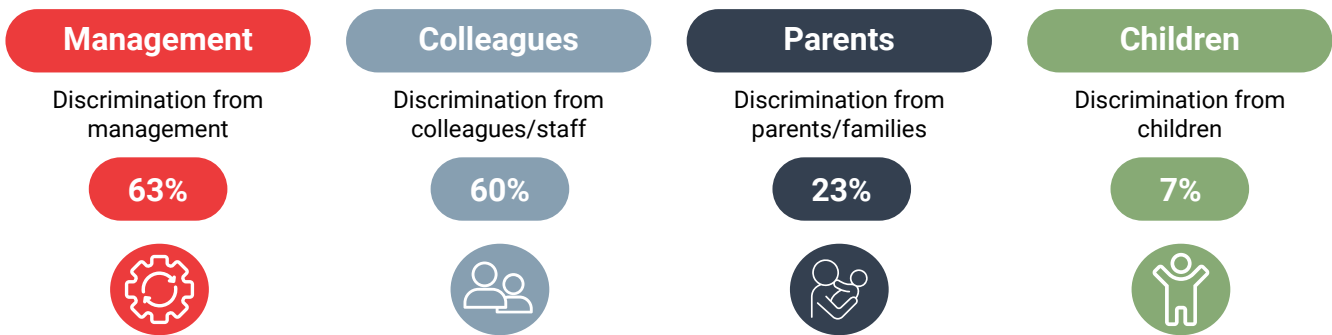 Management
Discrimination from
management
63%
Colleagues
Discrimination from
colleagues/staff
60%
Parents
Discrimination from
parents/families
23%
Children
Discrimination from
children
7%